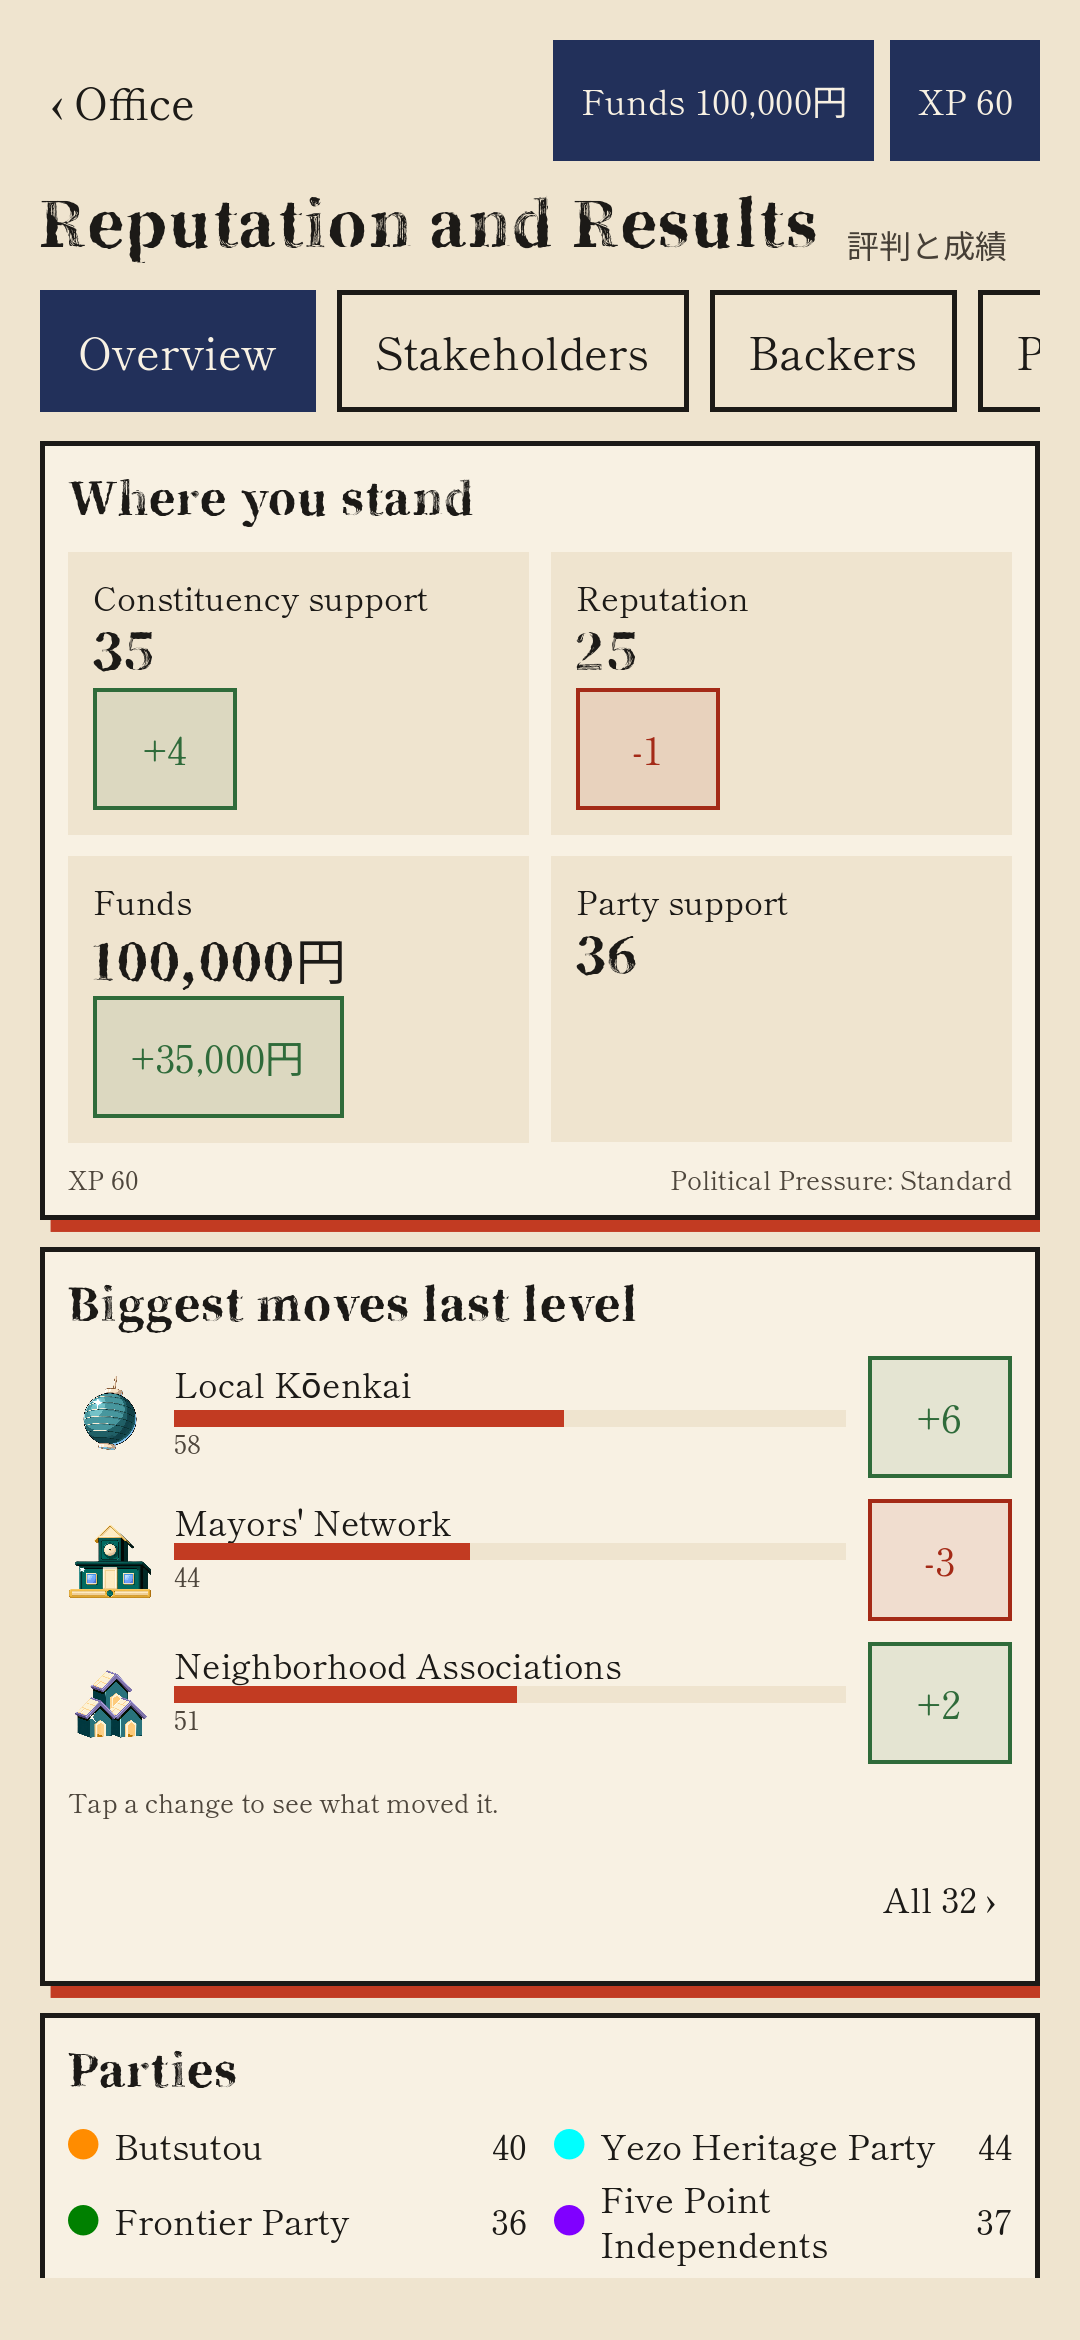 ‹ Office
Funds 100,000円
XP 60
Reputation and Results 評判と成績
Overview
Stakeholders
Backers
P
Where you stand
Constituency support
35
+4
Reputation
25
-1
Funds
100,000円
+35,000円
Party support
36
XP 60
Political Pressure: Standard
Biggest moves last level
Local Kōenkai
58
+6
Mayors' Network
44
-3
Neighborhood Associations
51
+2
Tap a change to see what moved it.
All 32 ›
Parties
Butsutou 40
Yezo Heritage Party 44
Frontier Party 36
Five Point
Independents
37